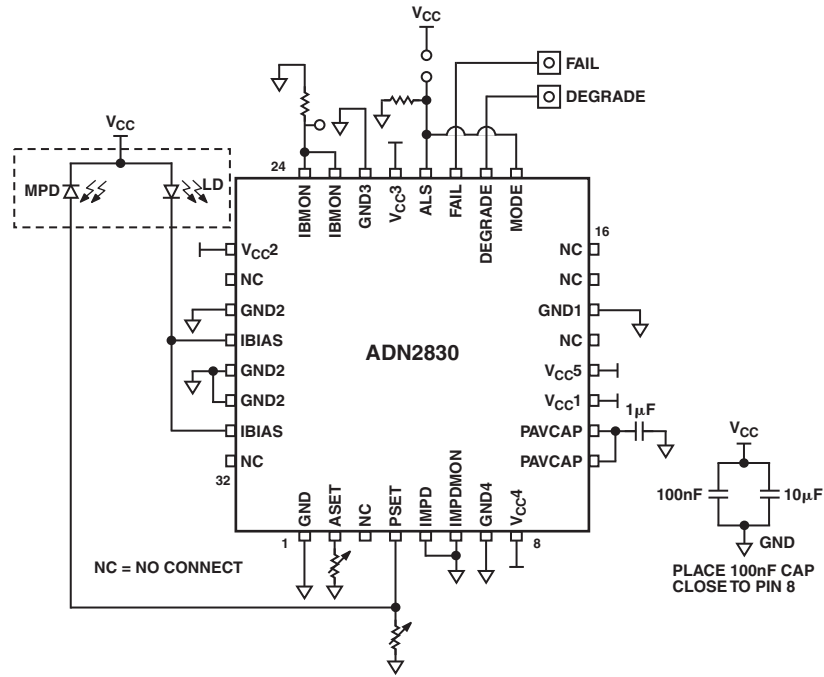 VCC
FAIL
DEGRADE
VCC
MPD
LD
24
IBMON
IBMON
GND3
VCC3
ALS
FAIL
DEGRADE
MODE
16
VCC2
NC
GND2
IBIAS
GND2
GND2
IBIAS
NC
32
ADN2830
NC
NC
GND1
NC
VCC5
VCC1
PAVCAP
PAVCAP
1µF
1
GND
ASET
NC
PSET
IMPD
IMPDMON
GND4
VCC4
8
NC = NO CONNECT
VCC
100nF
10µF
GND
PLACE 100nF CAP
CLOSE TO PIN 8